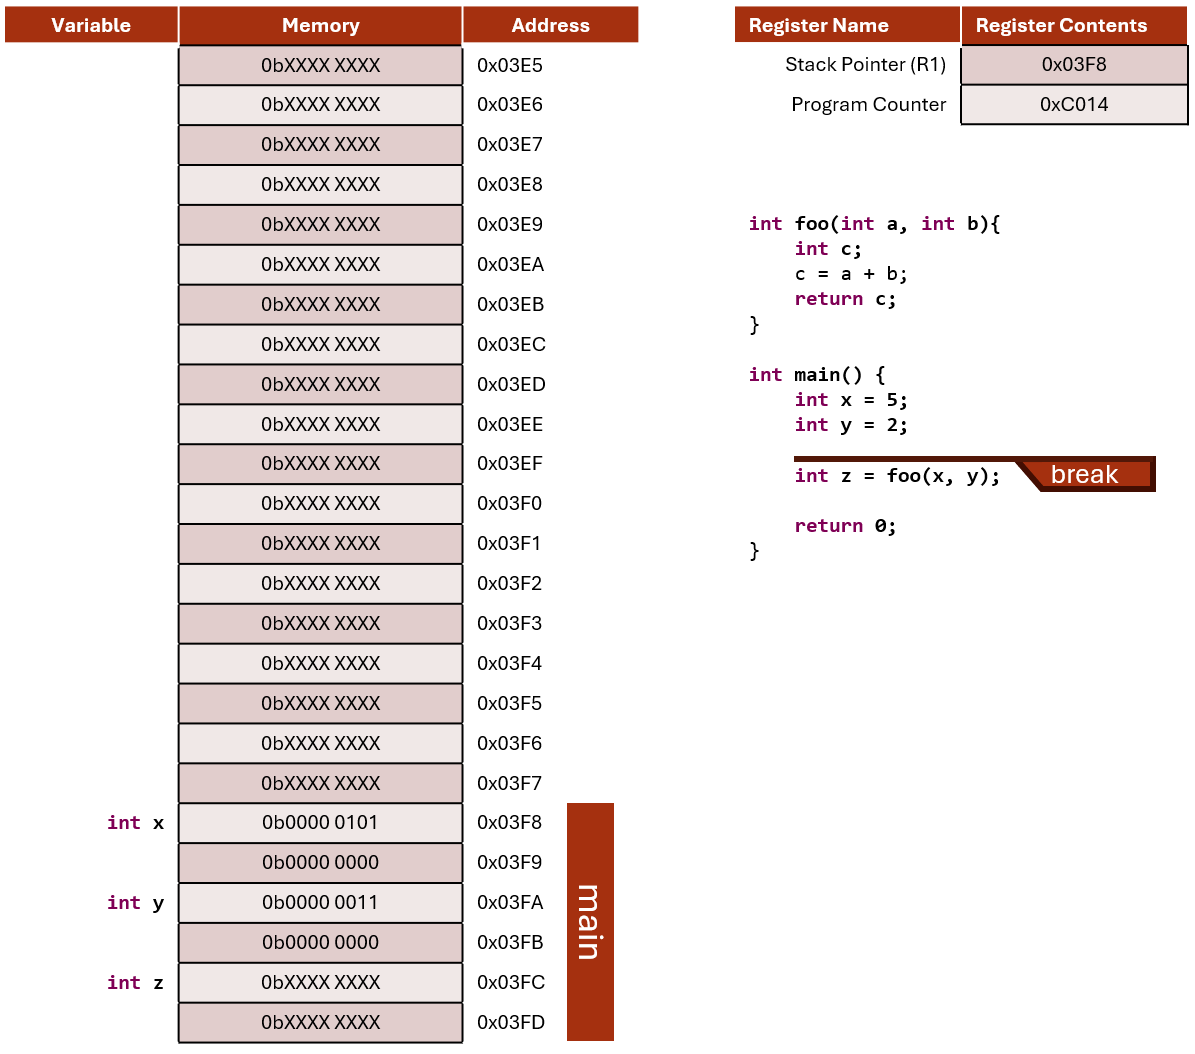 Variable Memory Address
0bXXXX XXXX 0x03E5
0bXXXX XXXX 0x03E6
0bXXXX XXXX 0x03E7
0bXXXX XXXX 0x03E8
0bXXXX XXXX 0x03E9
0bXXXX XXXX 0x03EA
0bXXXX XXXX 0x03EB
0bXXXX XXXX 0x03EC
0bXXXX XXXX 0x03ED
0bXXXX XXXX 0x03EE
0bXXXX XXXX 0x03EF
0bXXXX XXXX 0x03F0
0bXXXX XXXX 0x03F1
0bXXXX XXXX 0x03F2
0bXXXX XXXX 0x03F3
0bXXXX XXXX 0x03F4
0bXXXX XXXX 0x03F5
0bXXXX XXXX 0x03F6
0bXXXX XXXX 0x03F7
int x 0b0000 0101 0x03F8
0b0000 0000 0x03F9
int y 0b0000 0011 0x03FA
0b0000 0000 0x03FB
int z 0bXXXX XXXX 0x03FC
0bXXXX XXXX 0x03FD
main
Register Name Register Contents
Stack Pointer (R1) 0x03F8
Program Counter 0xC014
int foo(int a, int b){
int c;
c = a + b;
return c;
}
int main() {
int x = 5;
int y = 2;
int z = foo(x, y);
break
return 0;
}